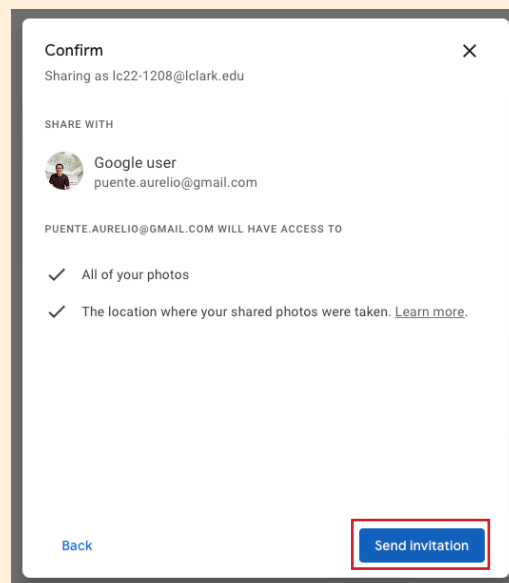 Confirm
Sharing as lc22-1208@lclark.edu
SHARE WITH
Google user
puente.aurelio@gmail.com
PUENTE.AURELIO@GMAIL.COM WILL HAVE ACCESS TO
All of your photos
The location where your shared photos were taken. Learn more.
Back
Send invitation